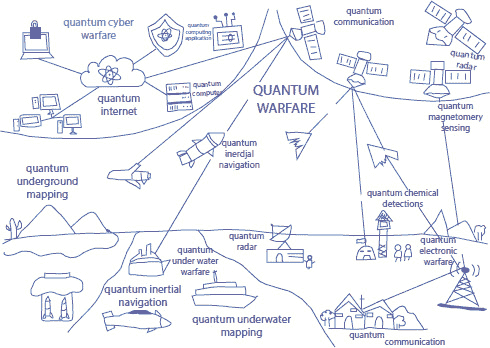 quantum cyber
warfare
quantum
computing
application
quantum
communication
quantum
radar
quantum
internet
quantum
computer
QUANTUM
WARFARE
quantum
magnetomery
sensing
quantum
inerdjal
navigation
quantum
underground
mapping
quantum chemical
detections
quantum
radar
quantum
under water
warfare
quantum
electronic
warfare
quantum inertial
navigation
quantum underwater
mapping
quantum
communication